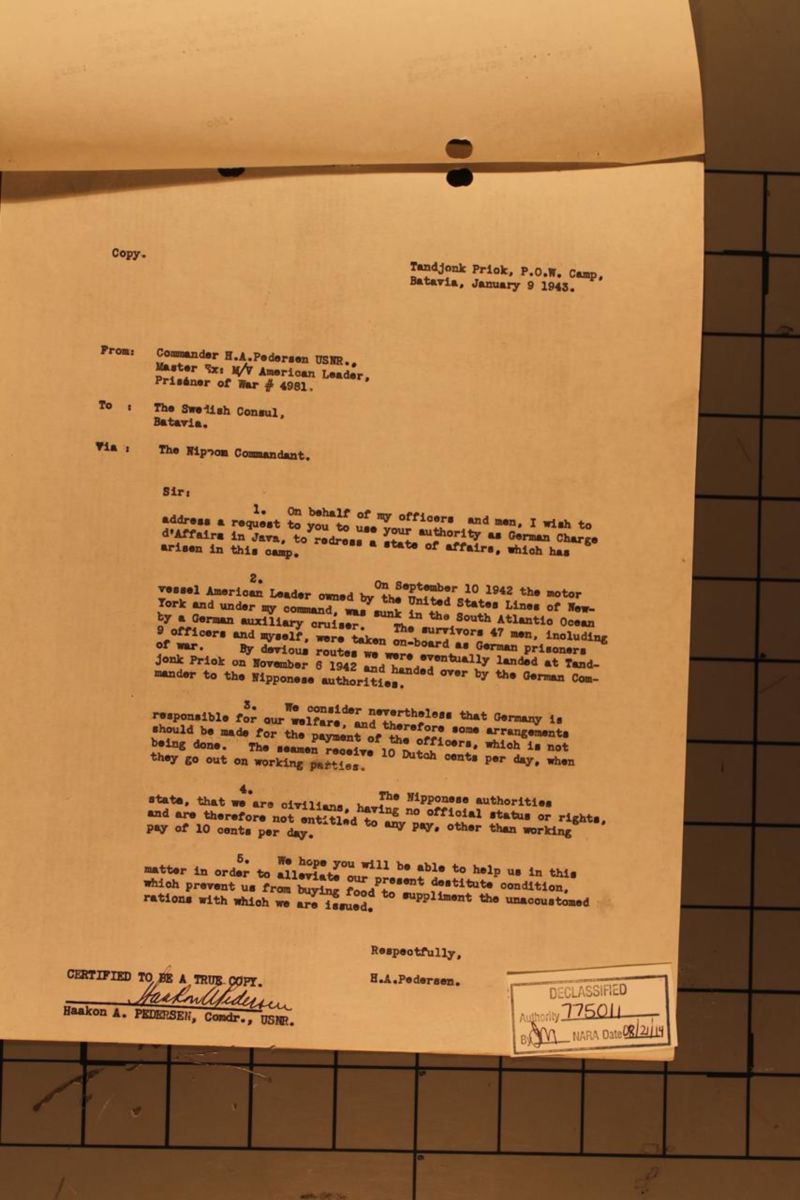 Copy.
Tandjonk Priok, P.O.W. Camp,
Batavia, January 9 1943.
From: Commander H.A.Pedersen USNR.,
Master Ex: M/V American Leader,
Prisoner of War # 4981.
To : The Swedish Consul,
Batavia.
Via : The Nippon Commandant.
Sir:
1. On behalf of my officers and men, I wish to
address a request to you to use your authority as German Charge
d'Affairs in Java, to redress a state of affairs, which has
arisen in this camp.
2. On September 10 1942 the motor
vessel American Leader owned by the United States Lines of New-
York and under my command, was sunk in the South Atlantic Ocean
by a German auxiliary cruiser. The survivors 47 men, including
9 officers and myself, were taken on-board as German prisoners
of war. By devious routes we were eventually landed at Tand-
jonk Priok on November 6 1942 and handed over by the German Com-
mander to the Nipponese authorities.
3. We consider nevertheless that Germany is
responsible for our welfare, and therefore some arrangements
should be made for the payment of the officers, which is not
being done. The seamen receive 10 Dutch cents per day, when
they go out on working parties.
4. The Nipponese authorities
state, that we are civilians, having no official status or rights,
and are therefore not entitled to any pay, other than working
pay of 10 cents per day.
5. We hope you will be able to help us in this
matter in order to alleviate our present destitute condition,
which prevent us from buying food to suppliment the unaccustomed
rations with which we are issued.
Respectfully,
H.A.Pedersen.
CERTIFIED TO BE A TRUE COPY.
Haakon A Pedersen
Haakon A. PEDERSEN, Comdr., USNR.
DECLASSIFIED
Authority 775011
By JM NARA Date 08/21/19